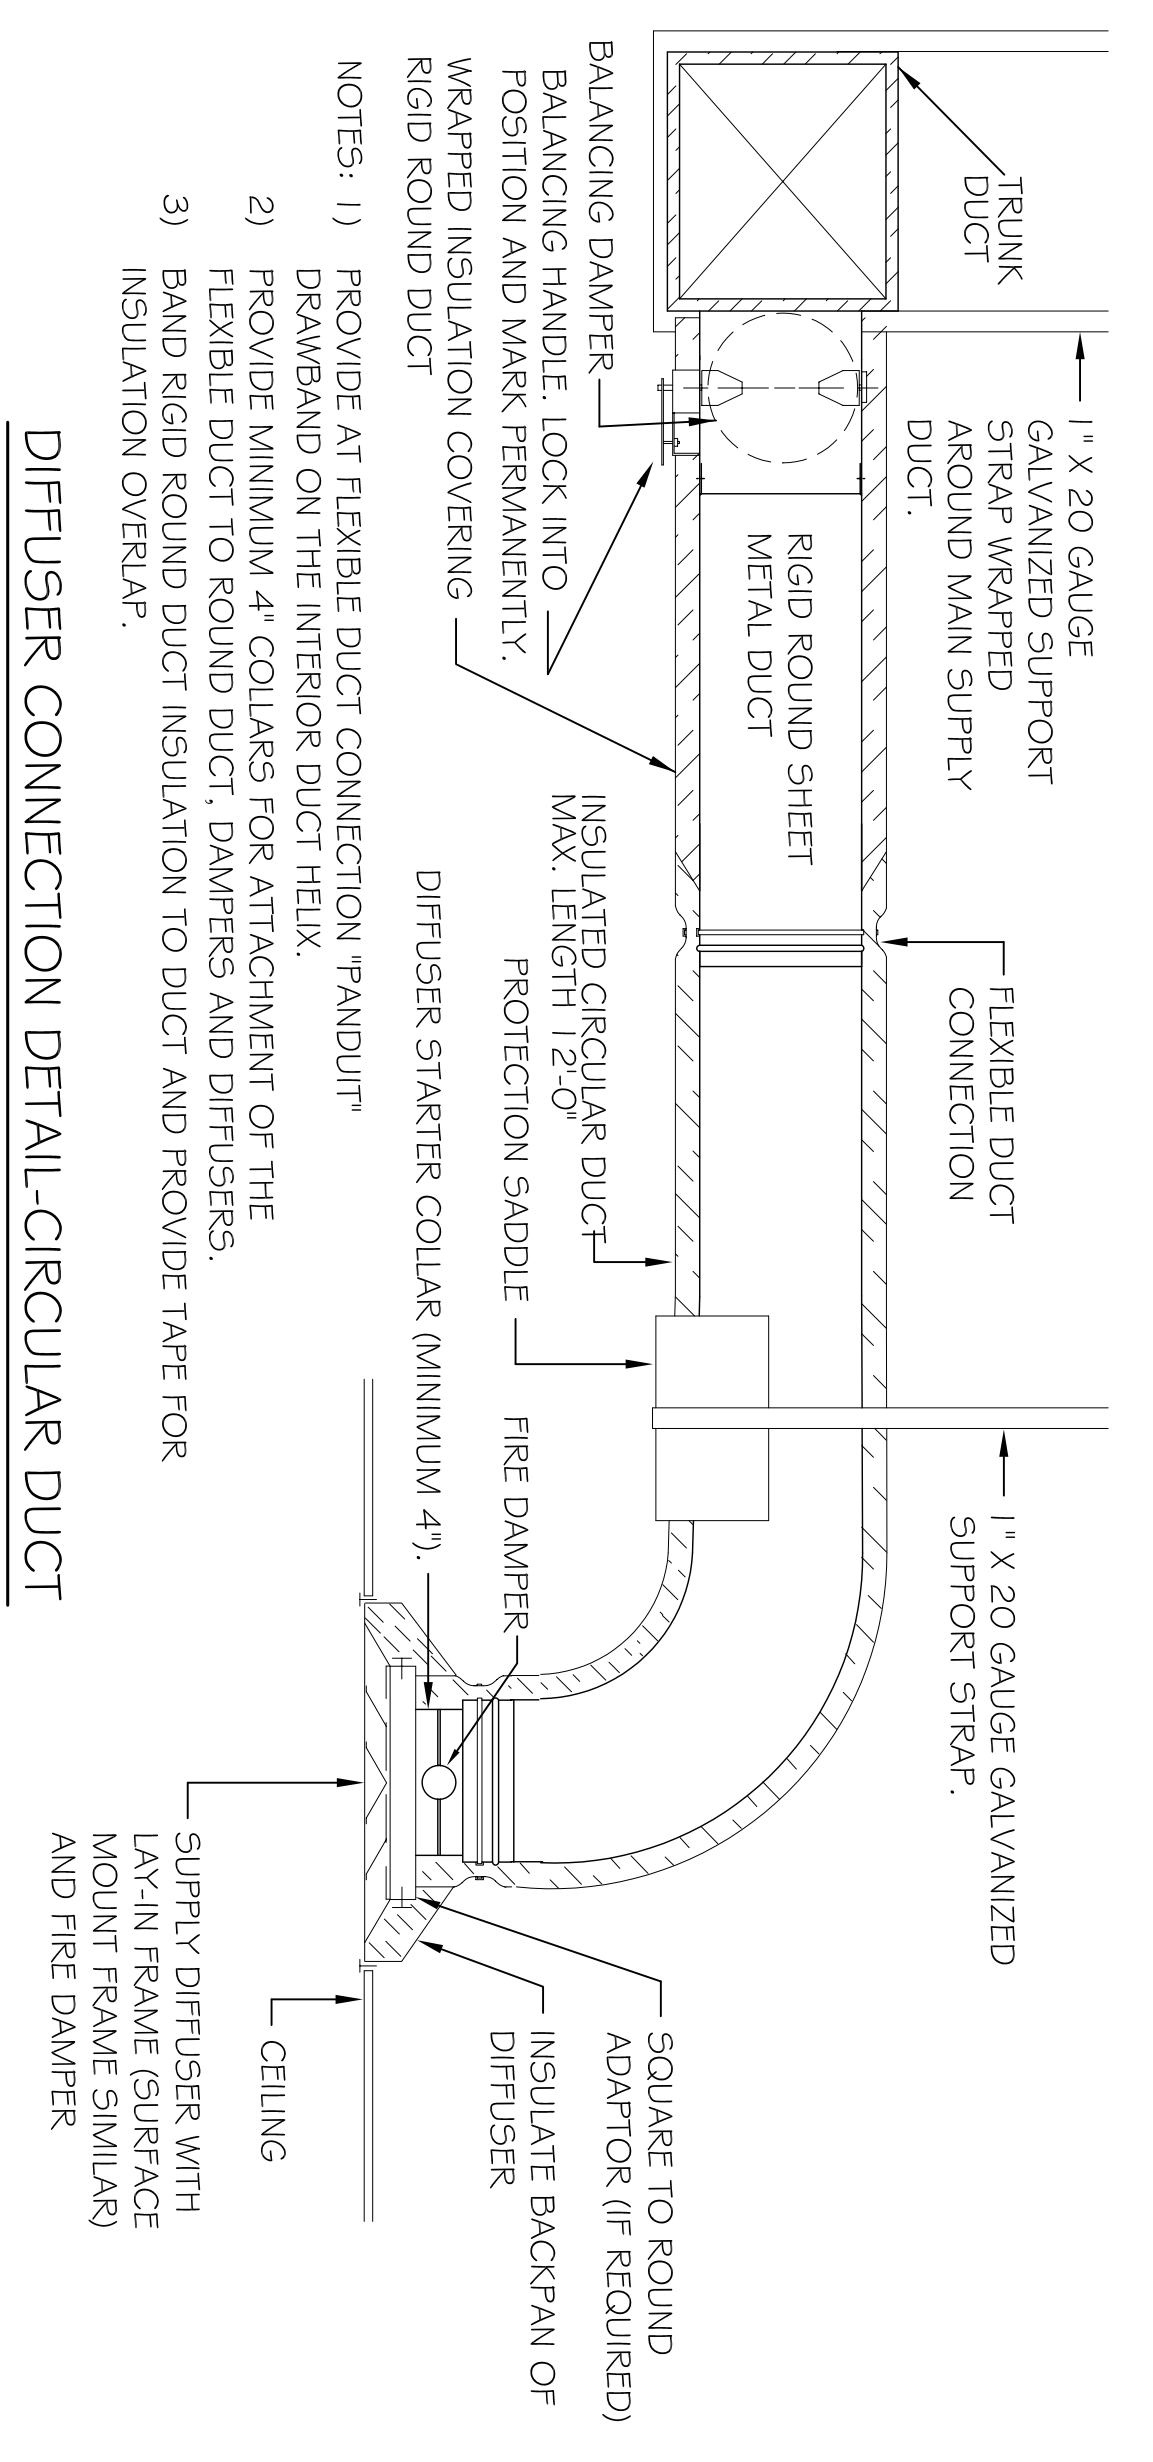 TRUNK
DUCT
1" X 20 GAUGE
GALVANIZED SUPPORT
STRAP WRAPPED
AROUND MAIN SUPPLY
DUCT.
FLEXIBLE DUCT
CONNECTION
1" X 20 GAUGE GALVANIZED
SUPPORT STRAP.
RIGID ROUND SHEET
METAL DUCT
BALANCING DAMPER
BALANCING HANDLE. LOCK INTO
POSITION AND MARK PERMANENTLY.
WRAPPED INSULATION COVERING
RIGID ROUND DUCT
INSULATED CIRCULAR DUCT
MAX. LENGTH 12'-0"
PROTECTION SADDLE
FIRE DAMPER
DIFFUSER STARTER COLLAR (MINIMUM 4").
SQUARE TO ROUND
ADAPTOR (IF REQUIRED)
INSULATE BACKPAN OF
DIFFUSER
CEILING
SUPPLY DIFFUSER WITH
LAY-IN FRAME (SURFACE
MOUNT FRAME SIMILAR)
AND FIRE DAMPER
NOTES: 1) PROVIDE AT FLEXIBLE DUCT CONNECTION "PANDUIT"
DRAWBAND ON THE INTERIOR DUCT HELIX.
2) PROVIDE MINIMUM 4" COLLARS FOR ATTACHMENT OF THE
FLEXIBLE DUCT TO ROUND DUCT, DAMPERS AND DIFFUSERS.
3) BAND RIGID ROUND DUCT INSULATION TO DUCT AND PROVIDE TAPE FOR
INSULATION OVERLAP.
DIFFUSER CONNECTION DETAIL-CIRCULAR DUCT